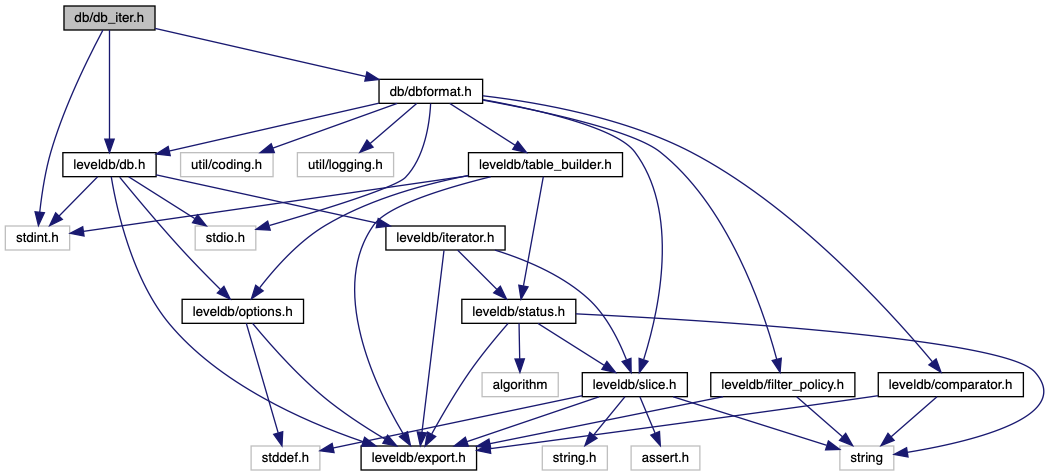 db/db_iter.h
db/dbformat.h
leveldb/db.h
util/coding.h
util/logging.h
leveldb/table_builder.h
stdint.h
stdio.h
leveldb/iterator.h
leveldb/options.h
leveldb/status.h
algorithm
leveldb/slice.h
leveldb/filter_policy.h
leveldb/comparator.h
stddef.h
leveldb/export.h
string.h
assert.h
string